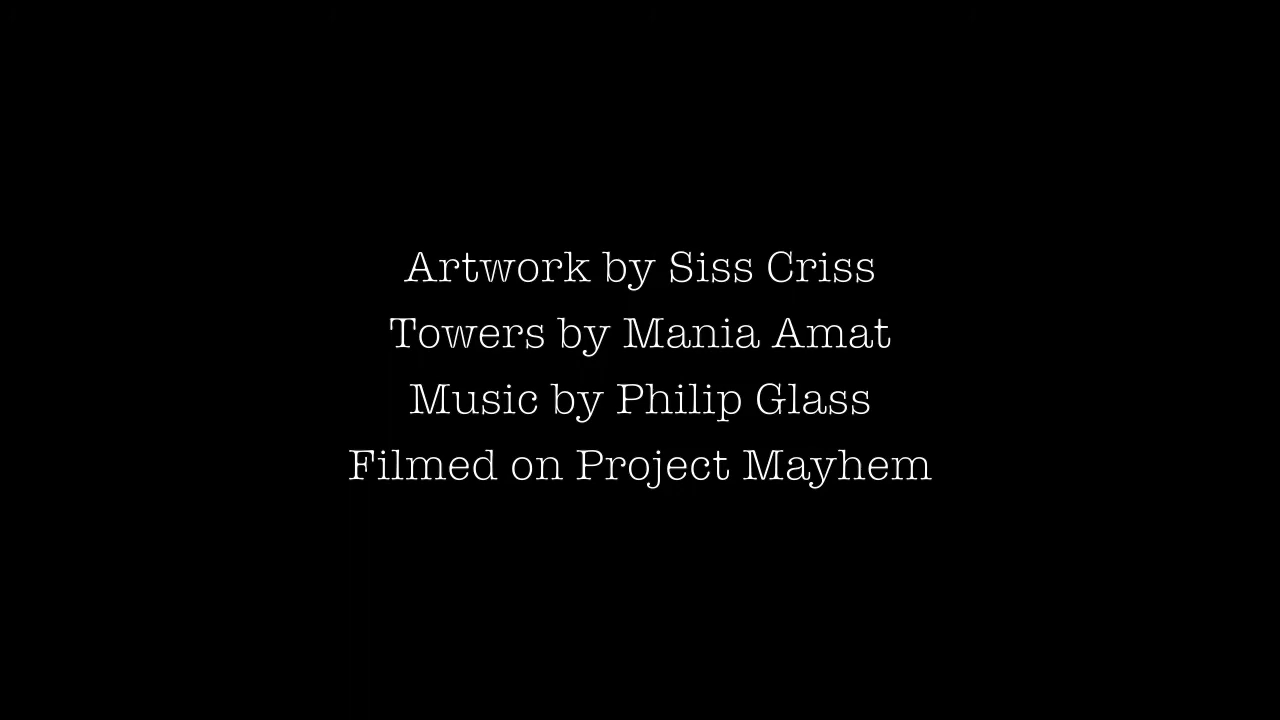 Artwork by Siss Criss
Towers by Mania Amat
Music by Philip Glass
Filmed on Project Mayhem